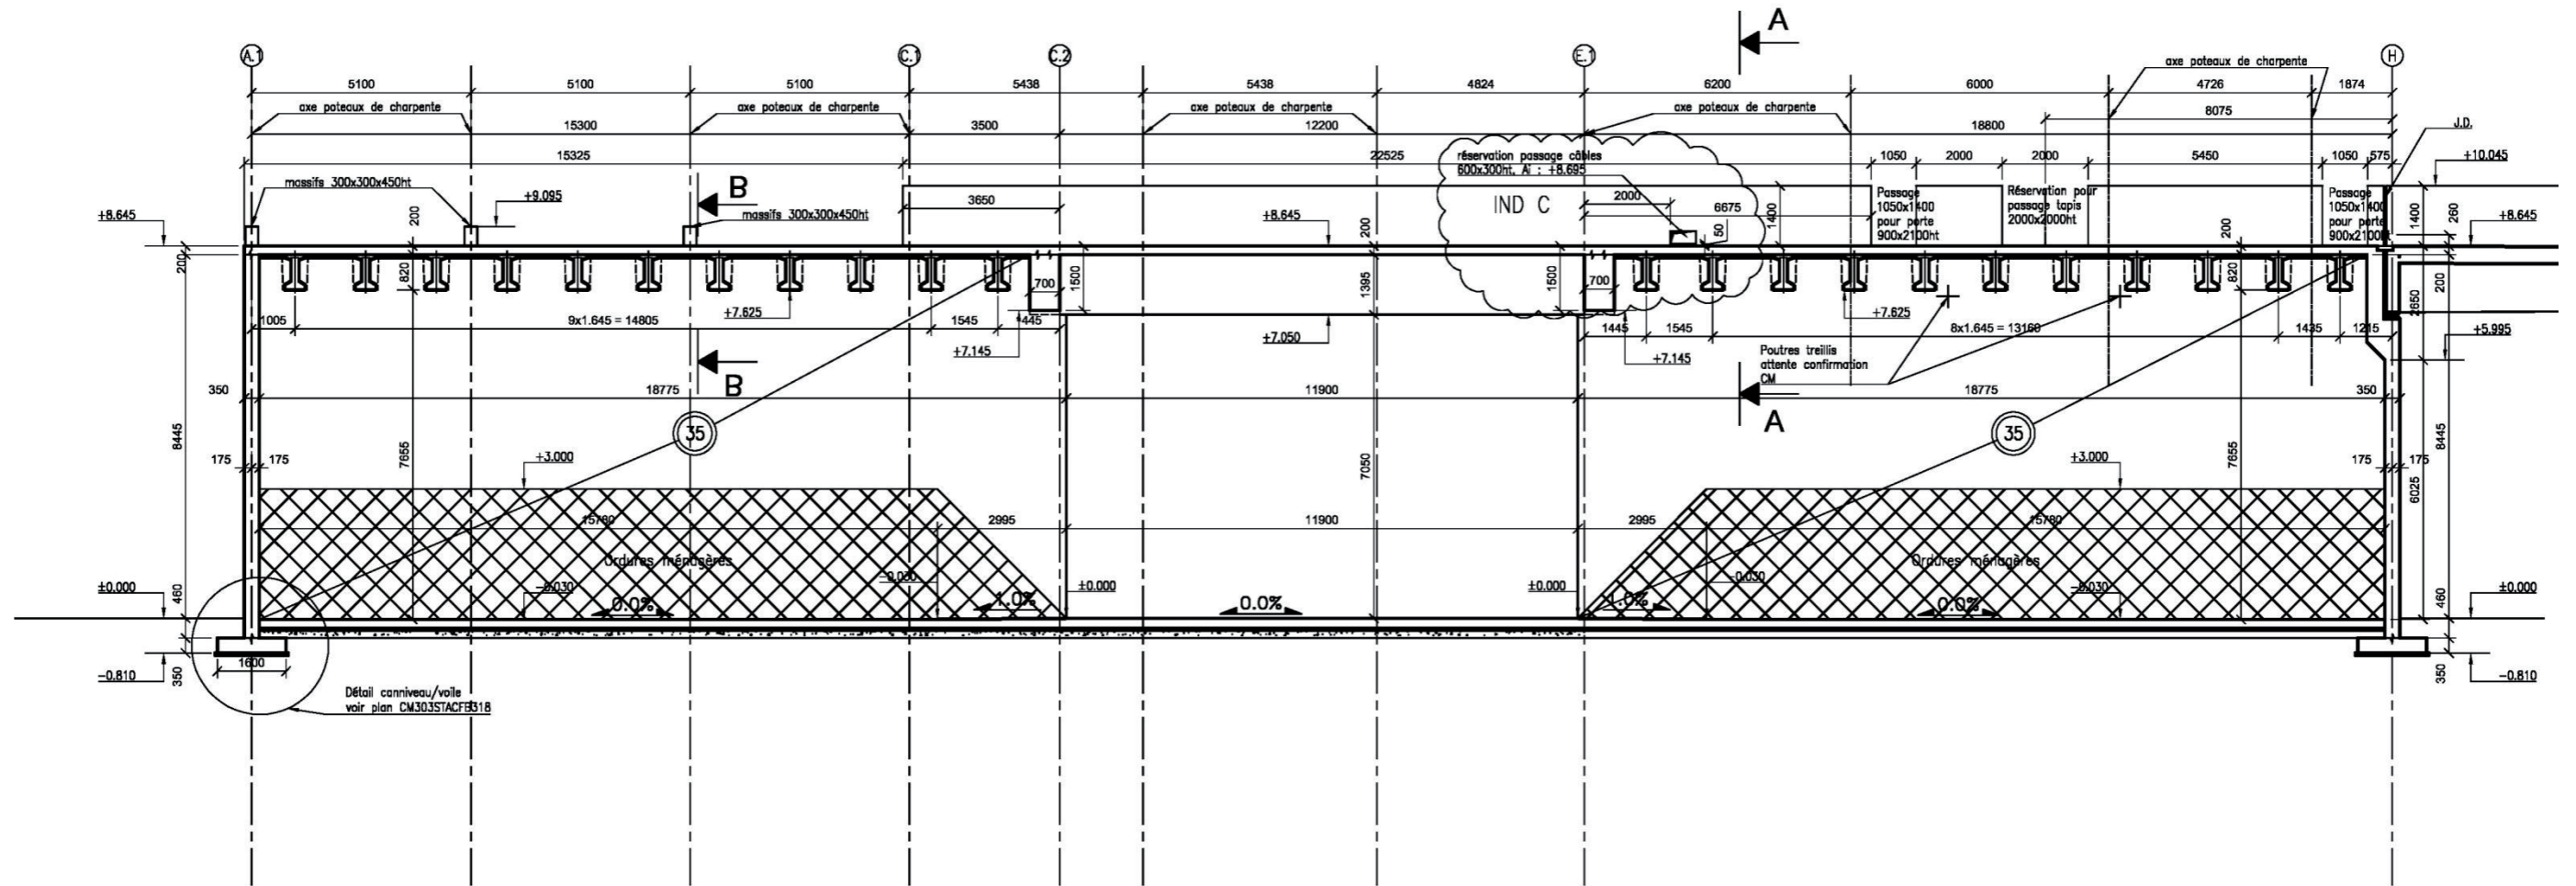 A
A.1
C.1
C.2
E.1
H
axe poteaux de charpente
5100
5100
5100
5438
5438
4824
6200
6000
4726
1874
axe poteaux de charpente
axe poteaux de charpente
axe poteaux de charpente
axe poteaux de charpente
8075
15300
3500
12200
18800
J.D.
15325
22525
réservation passage câbles
600x300ht, Ai : +8.695
1050
2000
2000
5450
1050
575
+10.045
massifs 300x300x450ht
+9.095
B
massifs 300x300x450ht
3650
IND C
2000
6675
1400
50
Passage
1050x1400
pour porte
900x2100ht
Réservation pour
passage tapis
2000x2000ht
Passage
1050x1400
pour porte
900x2100ht
1400
260
+8.645
200
+8.645
200
200
+8.645
200
820
1500
700
1395
1500
700
820
200
2650
+7.625
+7.625
1005
9x1.645 = 14805
1545
445
+7.145
+7.050
1445
1545
8x1.645 = 13160
1435
1215
+5.995
+7.145
Poutres treillis
attente confirmation
CM
B
A
350
18775
11900
18775
350
35
35
8445
7655
7050
7655
8445
6025
175
175
175
175
+3.000
+3.000
15780
2995
11900
2995
15780
Ordures ménagères
Ordures ménagères
±0.000
460
-0.030
-0.030
±0.000
±0.000
-0.030
-0.030
460
±0.000
0.0%
1.0%
0.0%
1.0%
0.0%
-0.810
350
1600
350
-0.810
Détail canniveau/voile
voir plan CM303STACFB318